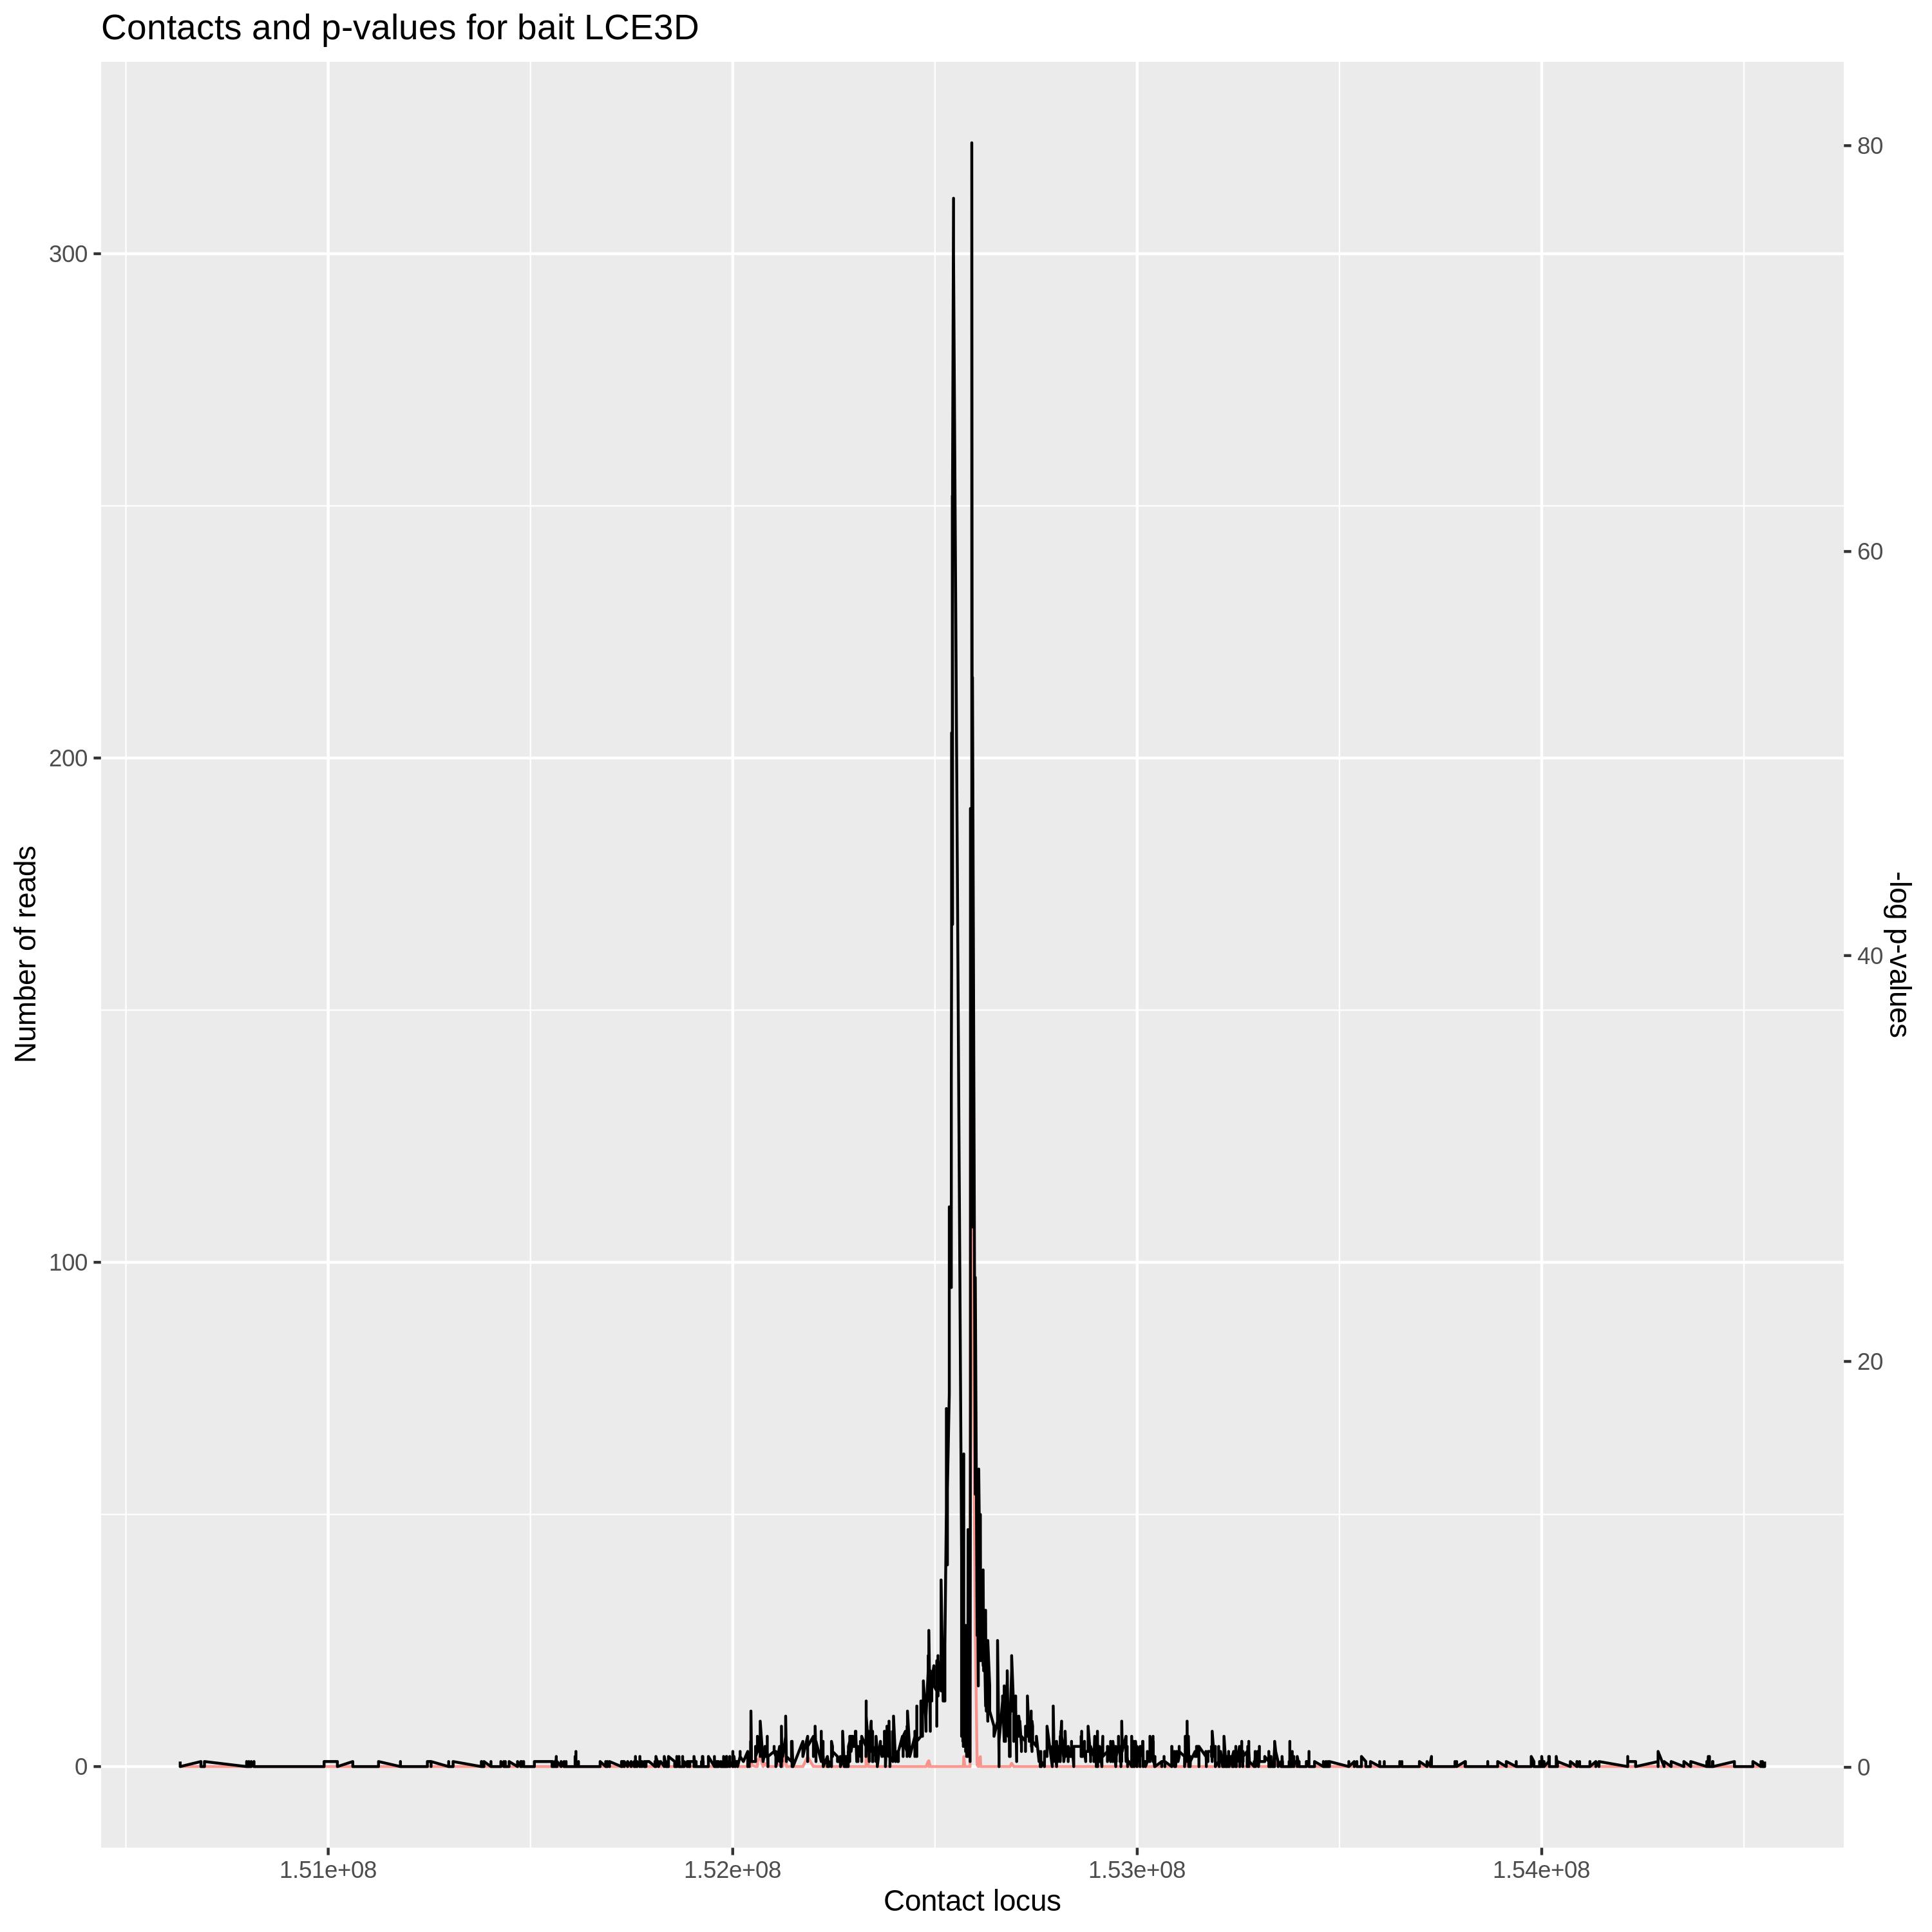 Contacts and p-values for bait LCE3D
300
200
100
0
Number of reads
80
60
40
20
0
-log p-values
1.51e+08
1.52e+08
1.53e+08
1.54e+08
Contact locus